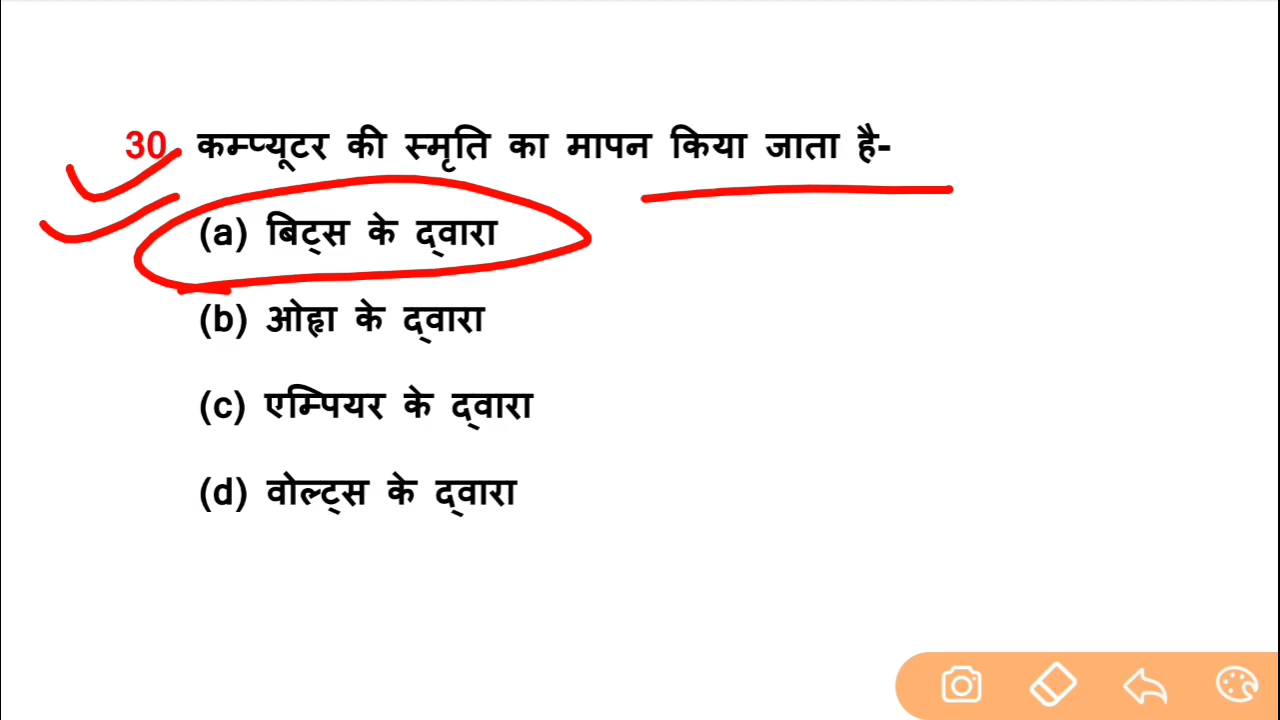 30. कम्प्यूटर की स्मृति का मापन किया जाता है-
(a) बिट्स के द्वारा
(b) ओह्म के द्वारा
(c) एम्पियर के द्वारा
(d) वोल्ट्स के द्वारा